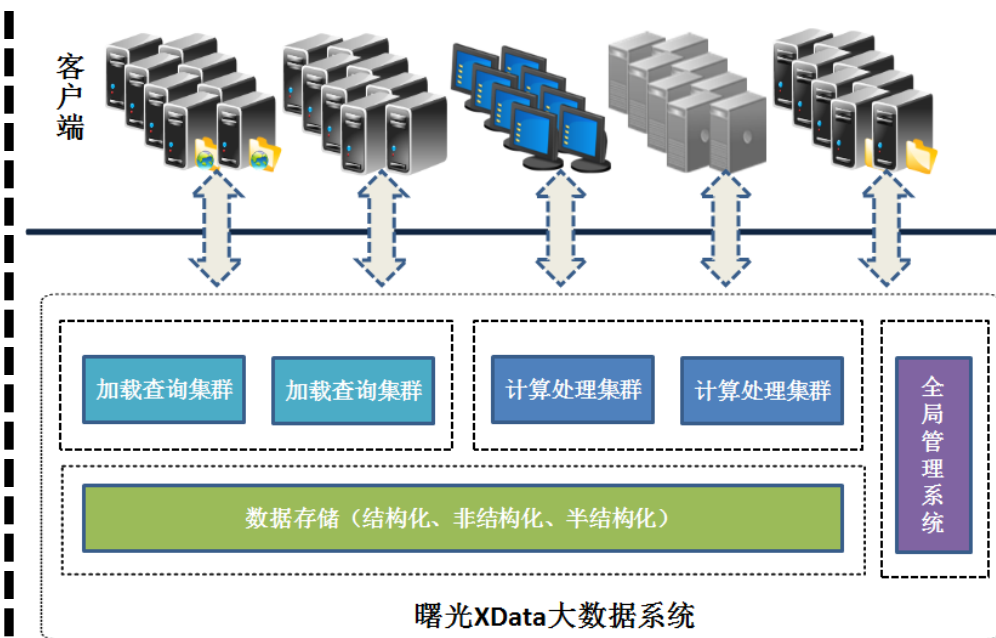 客户端
加载查询集群
加载查询集群
计算处理集群
计算处理集群
全局管理系统
数据存储（结构化、非结构化、半结构化）
曙光XData大数据系统